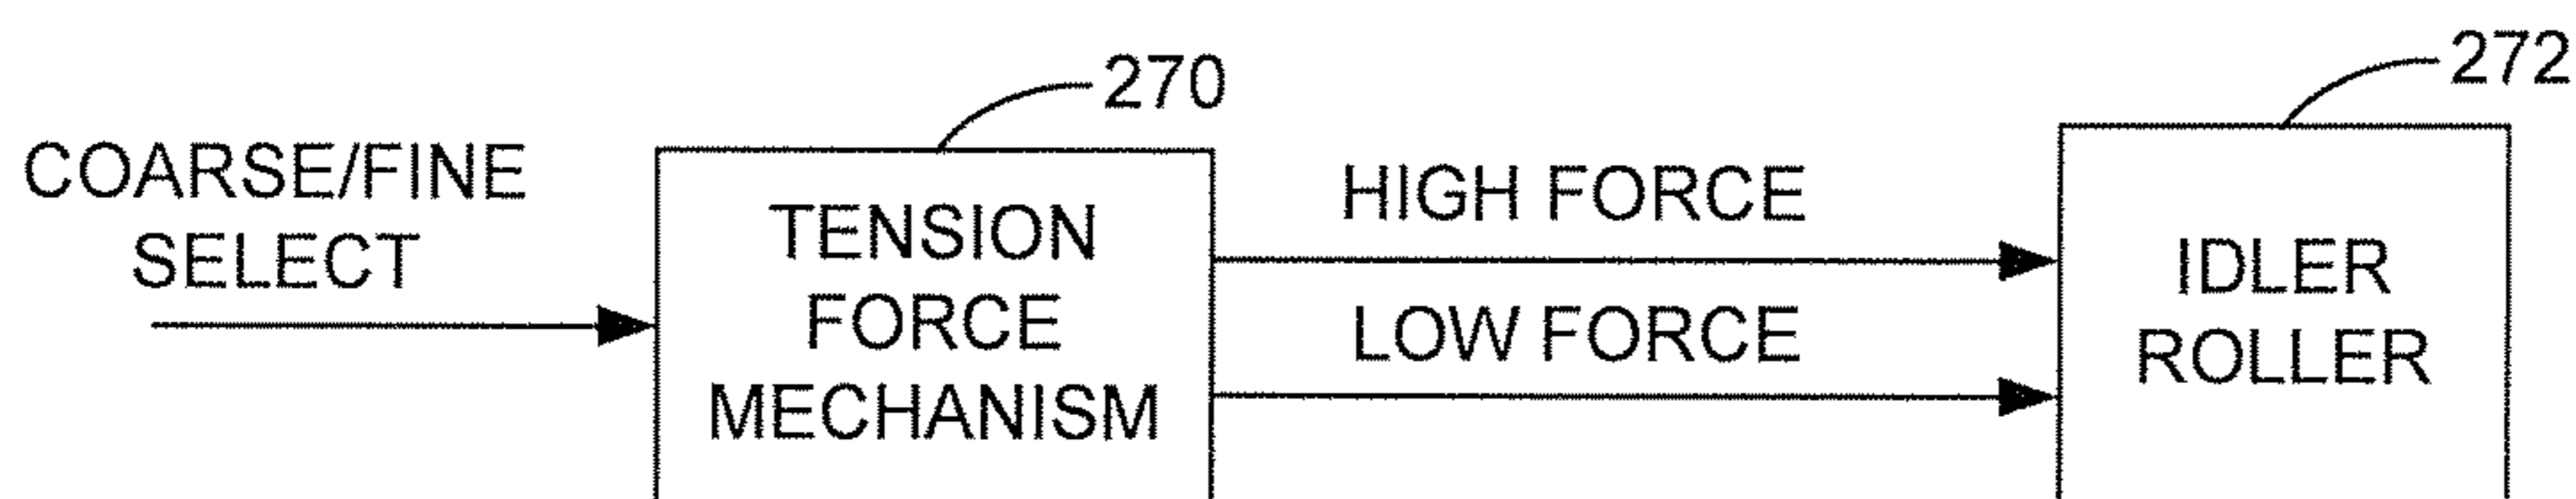 270
272
COARSE/FINE
SELECT
TENSION
FORCE
MECHANISM
HIGH FORCE
LOW FORCE
IDLER
ROLLER